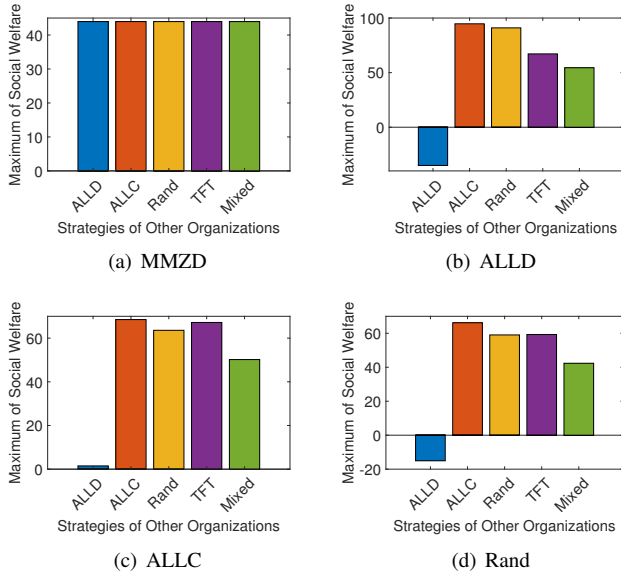 Maximum of Social Welfare
40
30
20
10
0
ALLD
ALLC
Rand
TFT
Mixed
Strategies of Other Organizations
(a) MMZD
Maximum of Social Welfare
100
50
0
ALLD
ALLC
Rand
TFT
Mixed
Strategies of Other Organizations
(b) ALLD
Maximum of Social Welfare
60
40
20
0
ALLD
ALLC
Rand
TFT
Mixed
Strategies of Other Organizations
(c) ALLC
Maximum of Social Welfare
60
40
20
0
-20
ALLD
ALLC
Rand
TFT
Mixed
Strategies of Other Organizations
(d) Rand